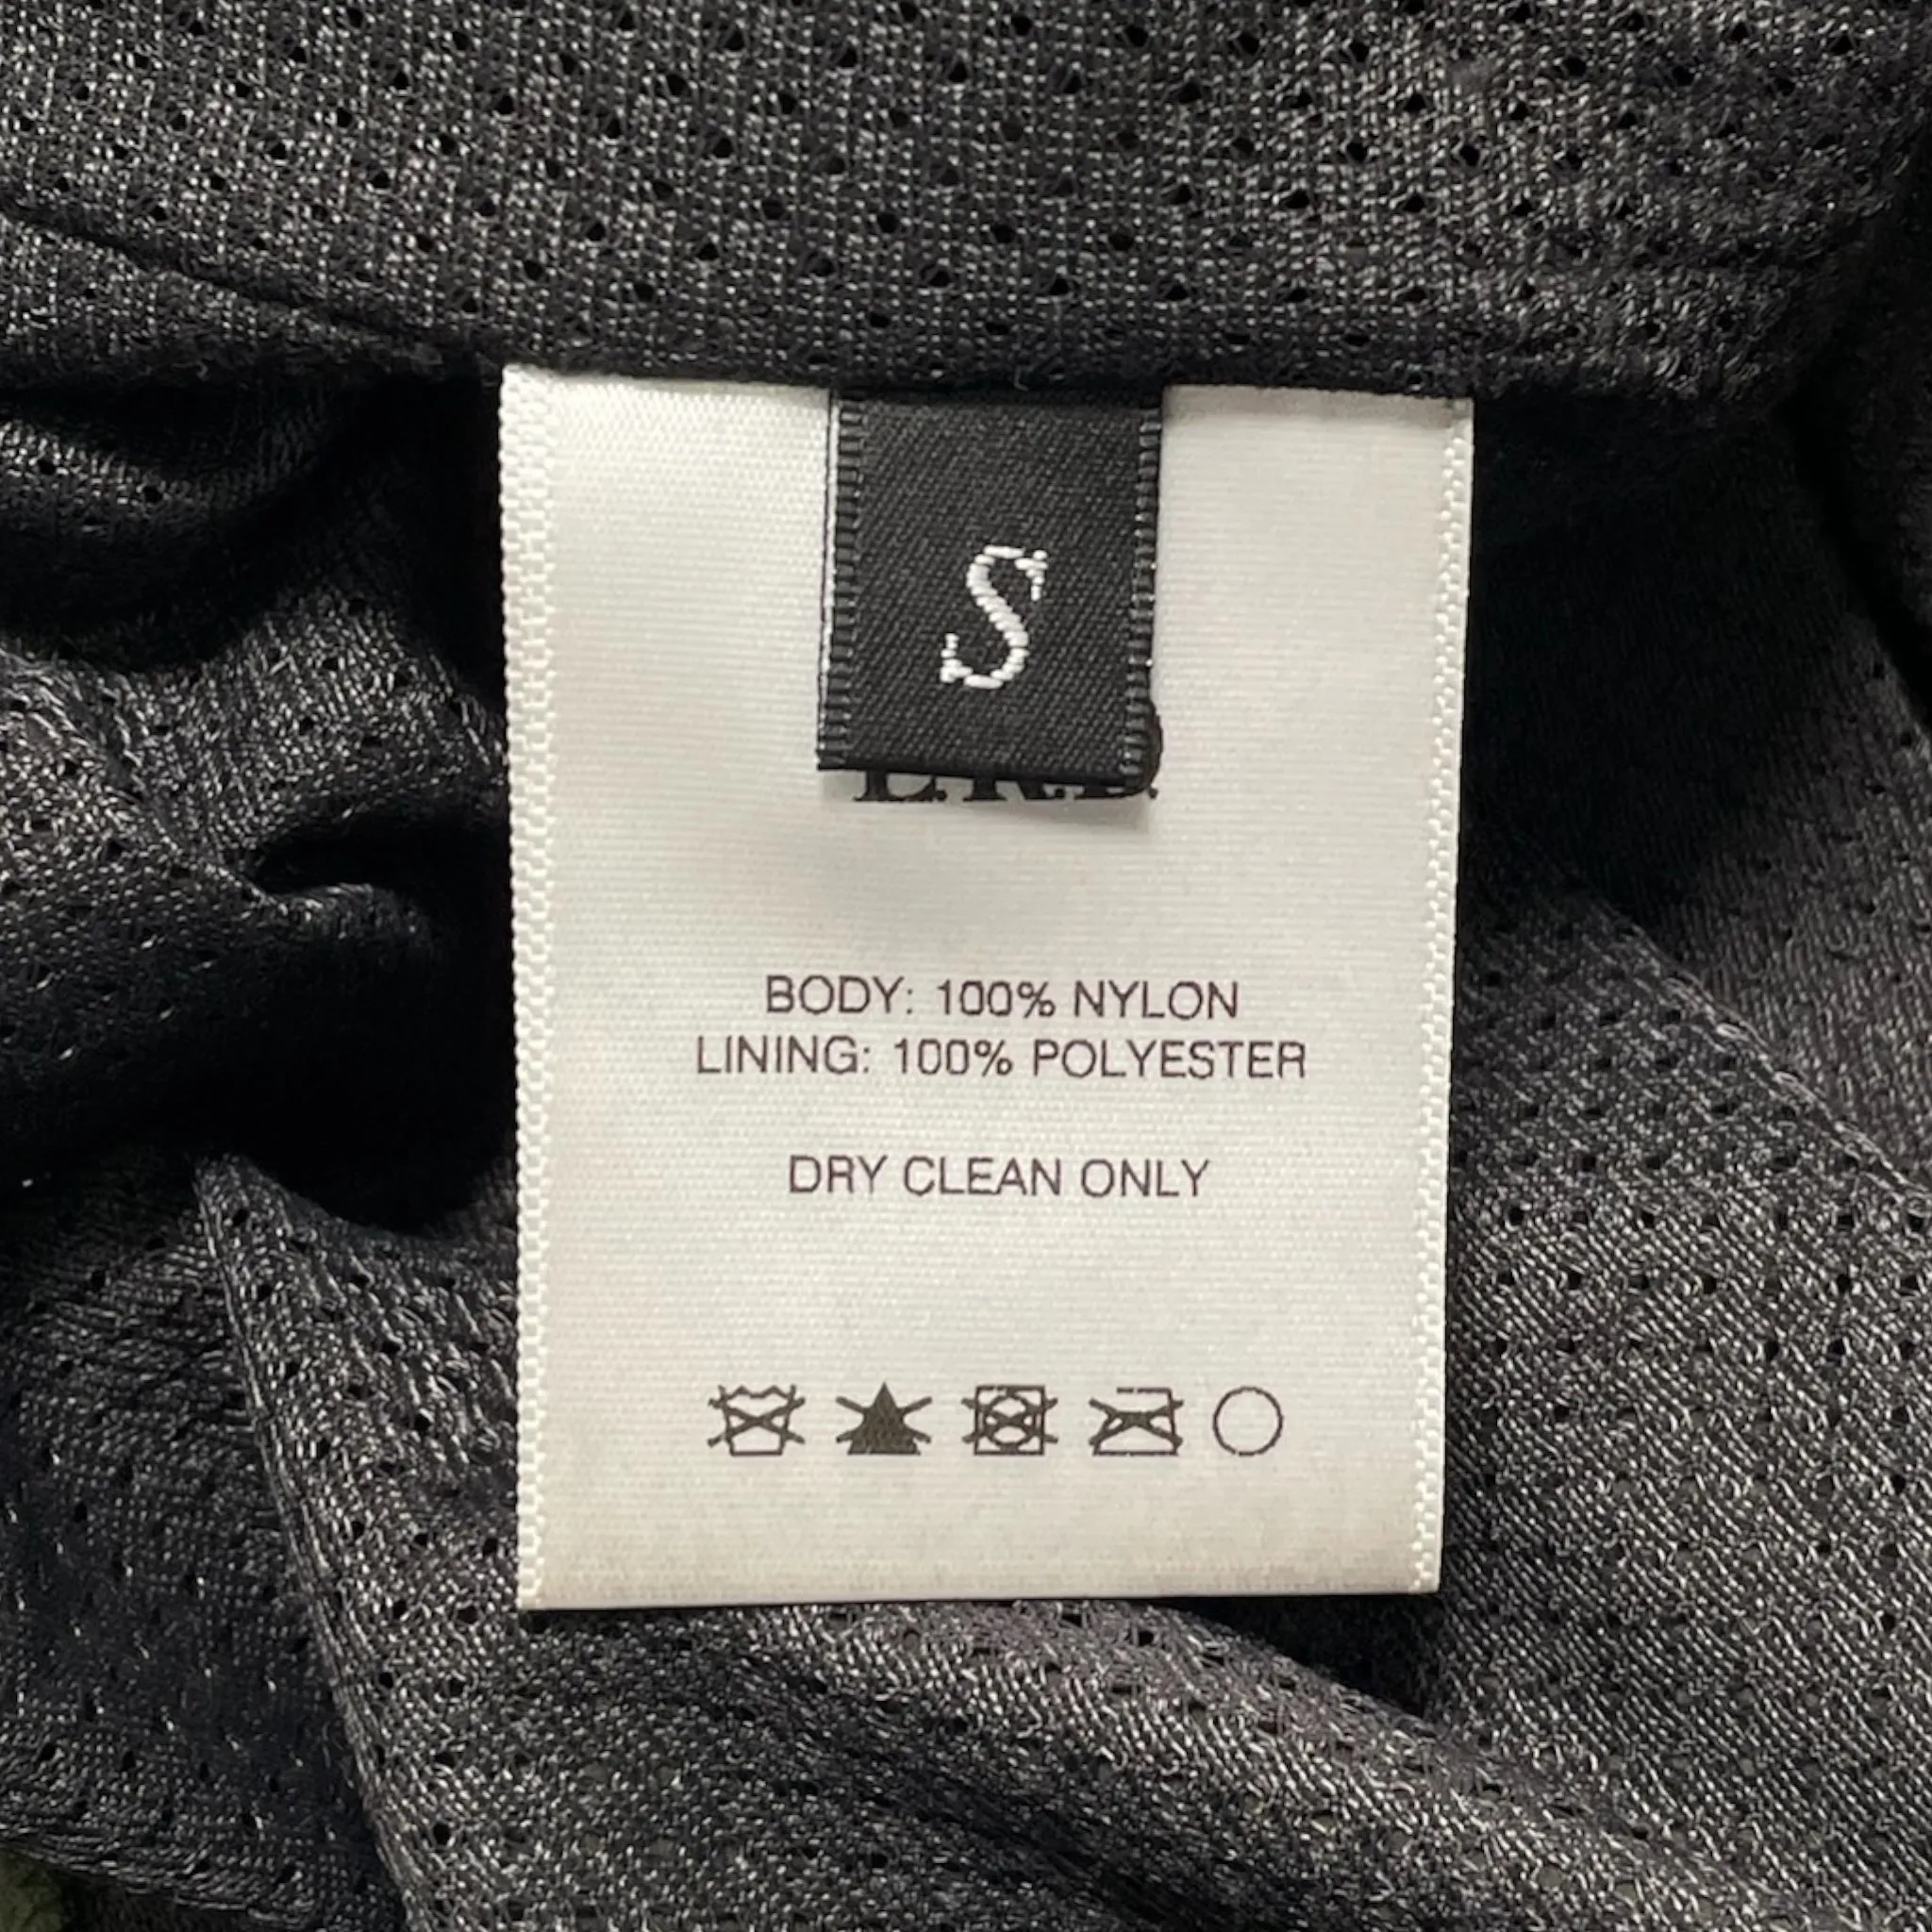 S
BODY: 100% NYLON
LINING: 100% POLYESTER
DRY CLEAN ONLY